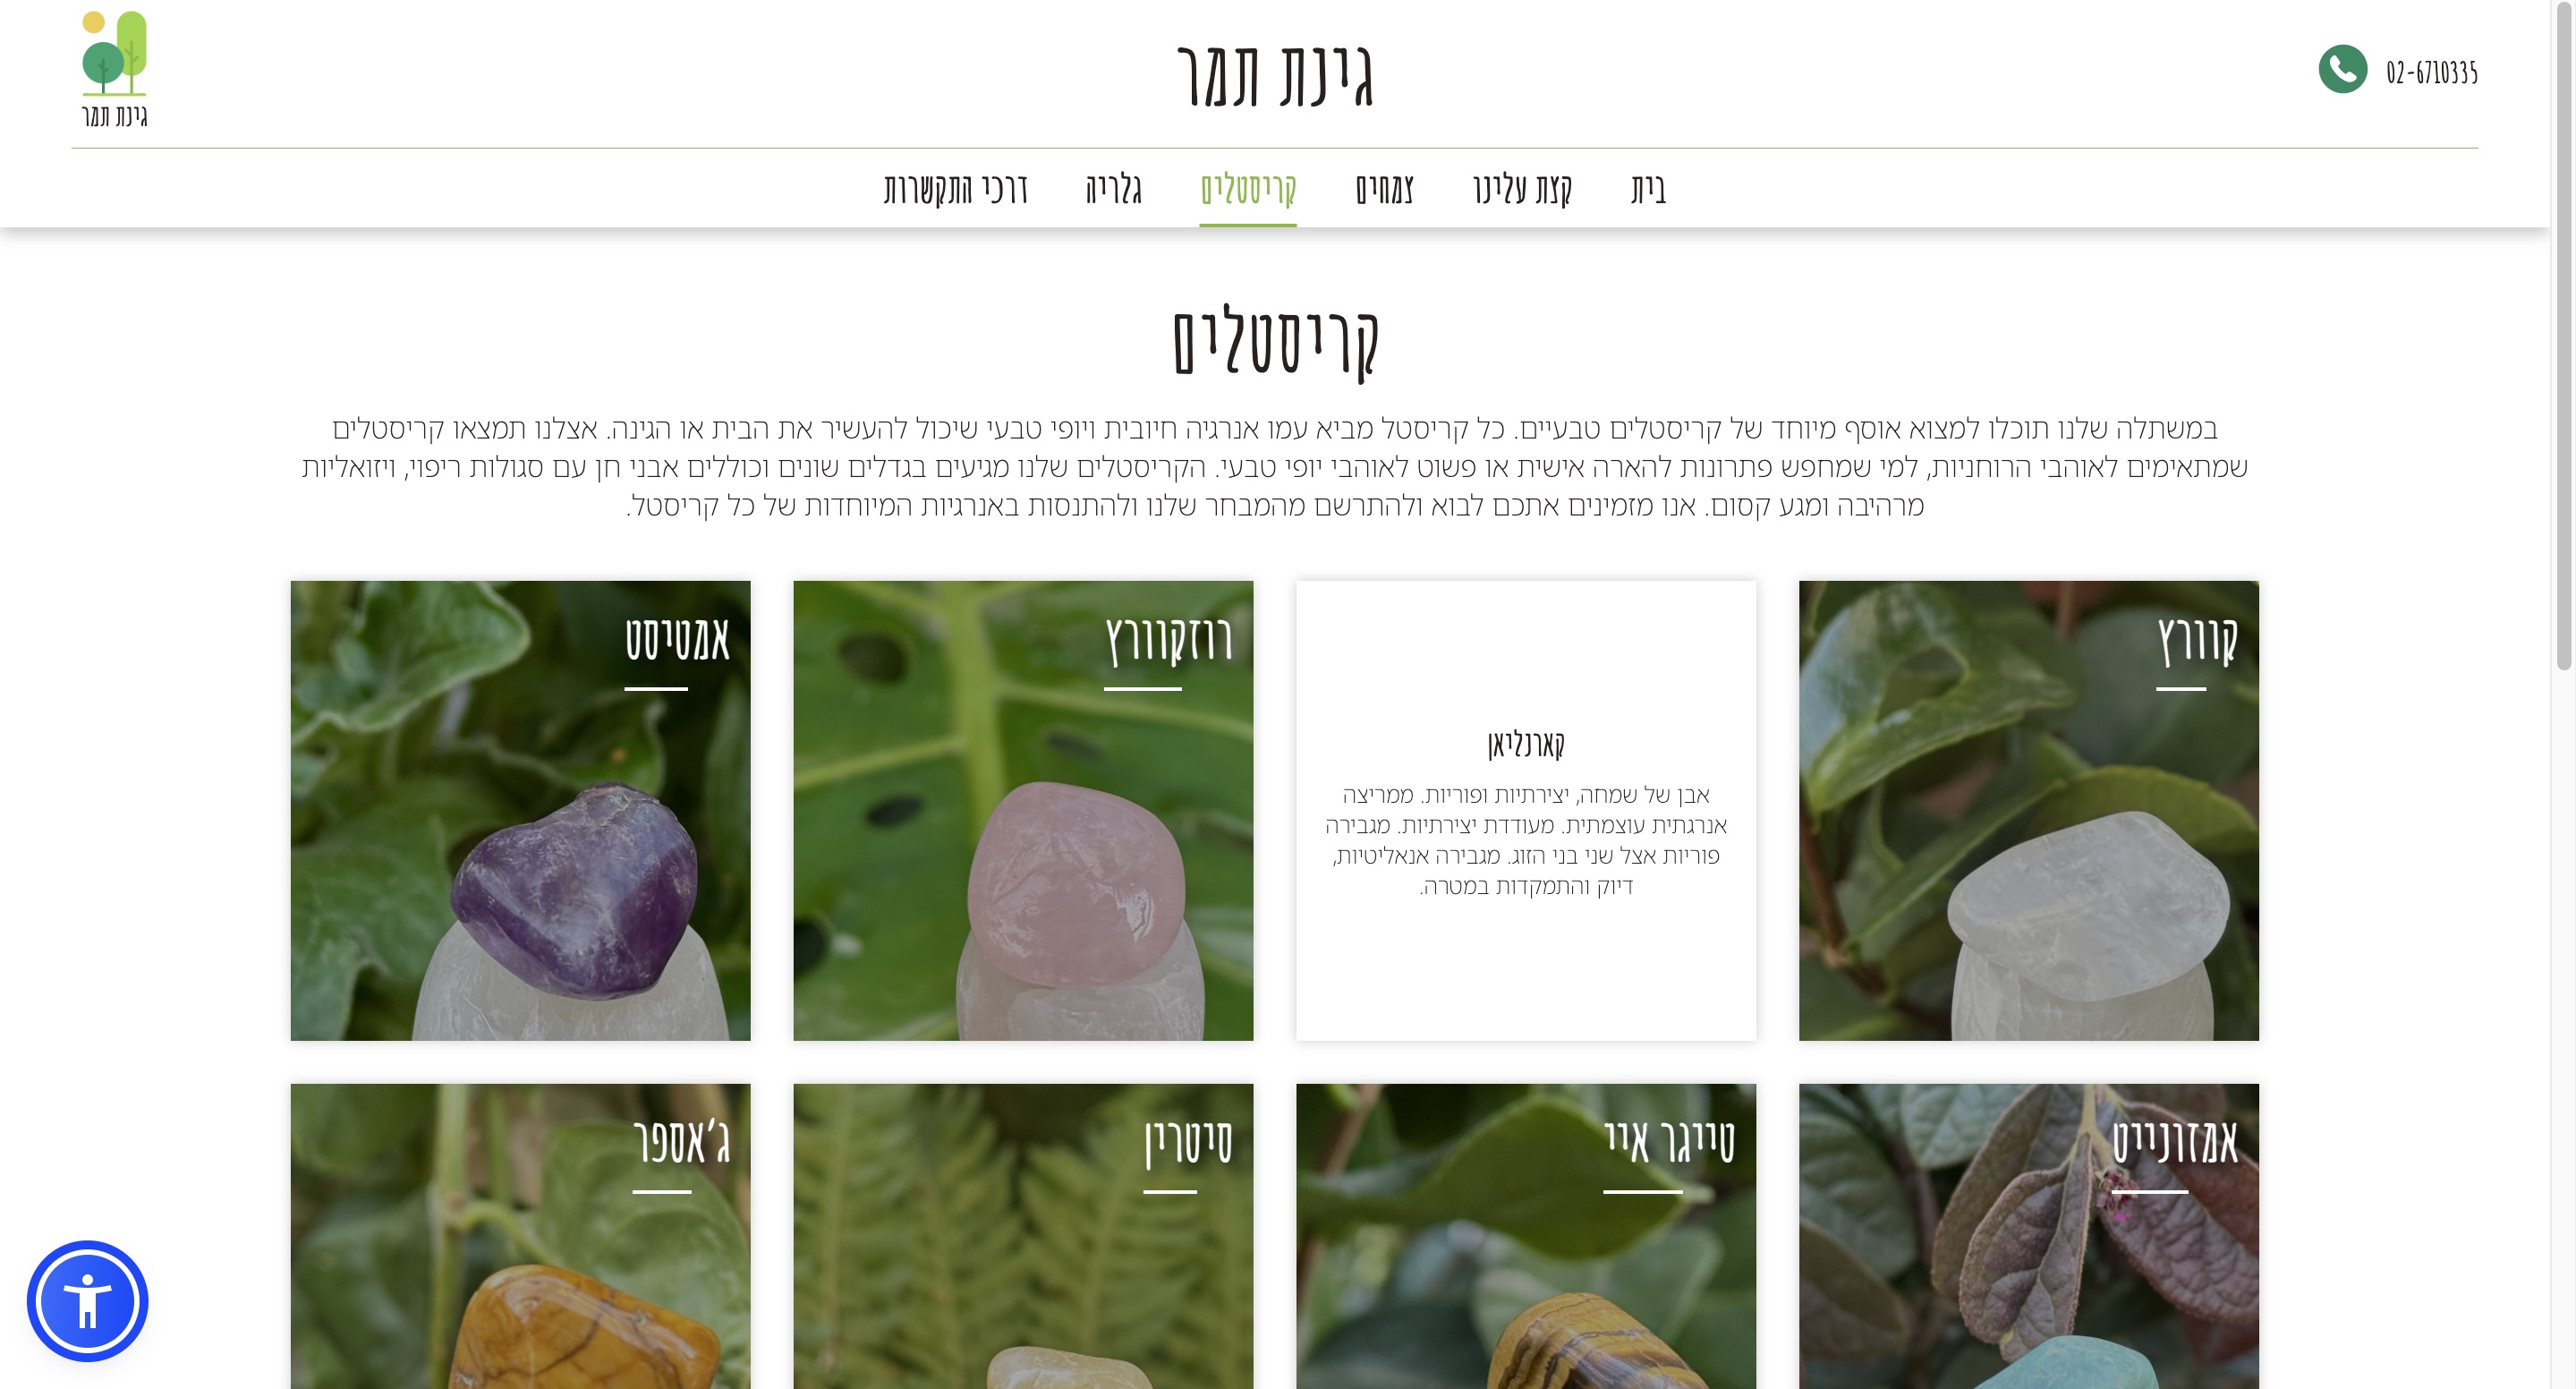 02-6710335
גינת תמר
גינת תמר
בית
קצת עלינו
צמחים
קריסטלים
גלריה
דרכי התקשרות
קריסטלים
במשתלה שלנו תוכלו למצוא אוסף מיוחד של קריסטלים טבעיים. כל קריסטל מביא עמו אנרגיה חיובית ויופי טבעי שיכול להעשיר את הבית או הגינה. אצלנו תמצאו קריסטלים
שמתאימים לאוהבי הרוחניות, למי שמחפש פתרונות להארה אישית או פשוט לאוהבי יופי טבעי. הקריסטלים שלנו מגיעים בגדלים שונים וכוללים אבני חן עם סגולות ריפוי, ויזואליות
מרהיבה ומגע קסום. אנו מזמינים אתכם לבוא ולהתרשם מהמבחר שלנו ולהתנסות באנרגיות המיוחדות של כל קריסטל.
קוורץ
קארנליאן
אבן של שמחה, יצירתיות ופוריות. ממריצה
אנרגתית עוצמתית. מעודדת יצירתיות. מגבירה
פוריות אצל שני בני הזוג. מגבירה אנאליטיות,
דיוק והתמקדות במטרה.
רוזקוורץ
אמטיסט
אמזונייט
טייגר איי
סיטרין
ג'אספר